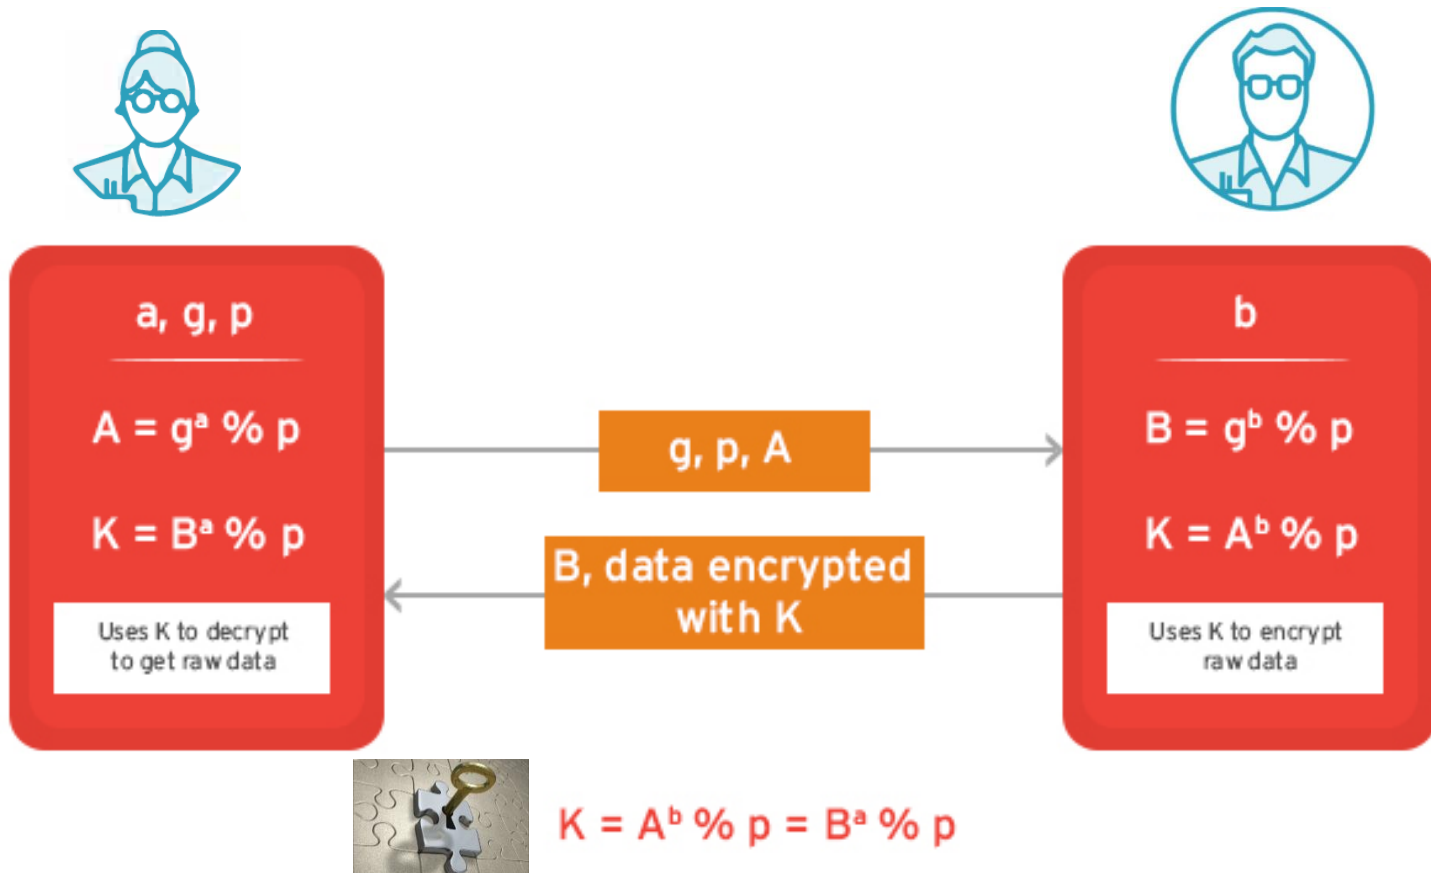 a, g, p
A = gᵃ % p
K = Bᵃ % p
Uses K to decrypt
to get raw data
g, p, A
B, data encrypted
with K
b
B = gᵇ % p
K = Aᵇ % p
Uses K to encrypt
raw data
K = Aᵇ % p = Bᵃ % p